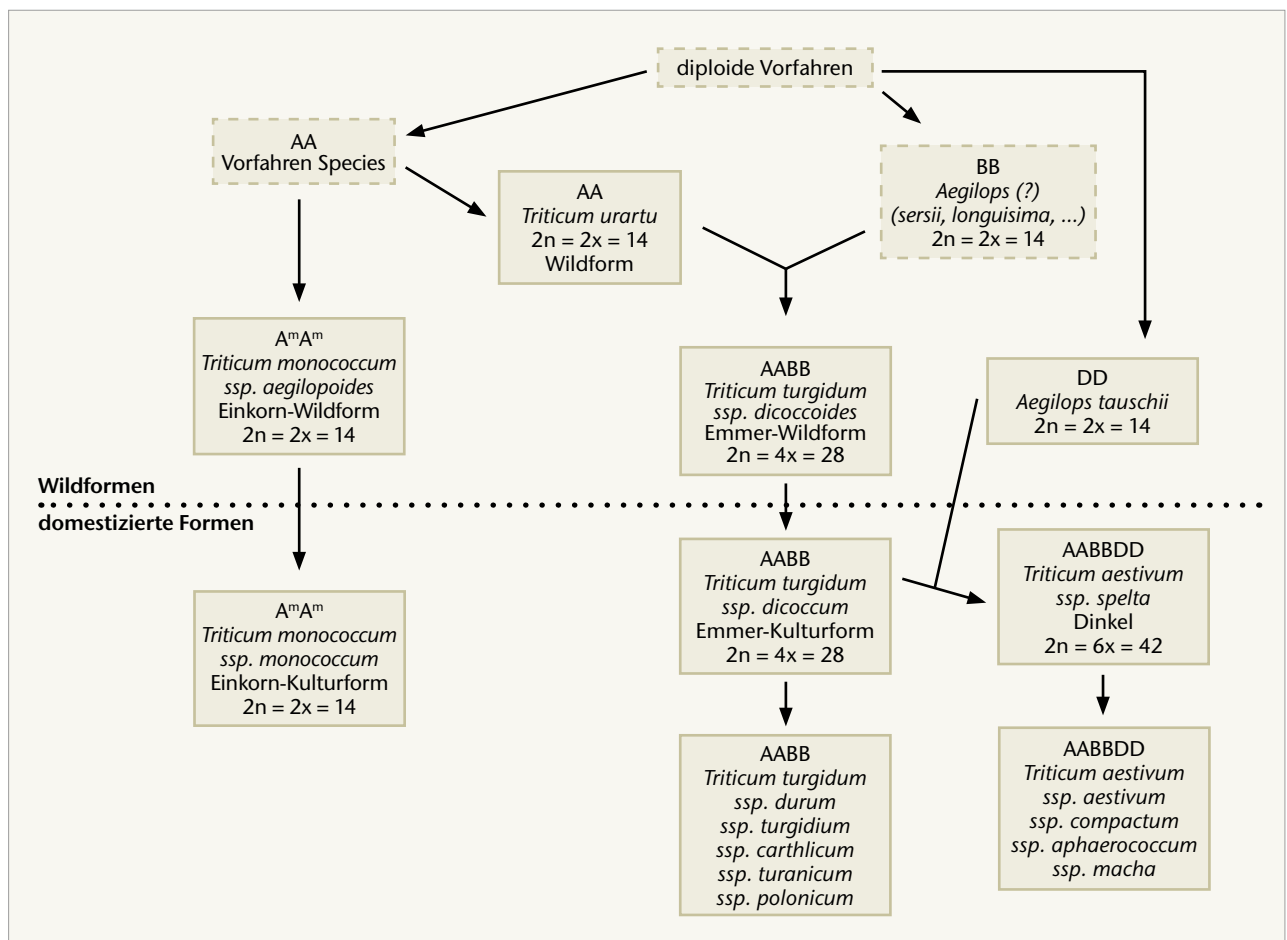 diploide Vorfahren
AA
Vorfahren Species
AA
Triticum urartu
2n = 2x = 14
Wildform
BB
Aegilops (?)
(sersii, longuisima, ...)
2n = 2x = 14
AᵐAᵐ
Triticum monococcum
ssp. aegilopoides
Einkorn-Wildform
2n = 2x = 14
AABB
Triticum turgidum
ssp. dicoccoides
Emmer-Wildform
2n = 4x = 28
DD
Aegilops tauschii
2n = 2x = 14
Wildformen
domestizierte Formen
AᵐAᵐ
Triticum monococcum
ssp. monococcum
Einkorn-Kulturform
2n = 2x = 14
AABB
Triticum turgidum
ssp. dicoccum
Emmer-Kulturform
2n = 4x = 28
AABBDD
Triticum aestivum
ssp. spelta
Dinkel
2n = 6x = 42
AABB
Triticum turgidum
ssp. durum
ssp. turgidium
ssp. carthlicum
ssp. turanicum
ssp. polonicum
AABBDD
Triticum aestivum
ssp. aestivum
ssp. compactum
ssp. aphaerococcum
ssp. macha